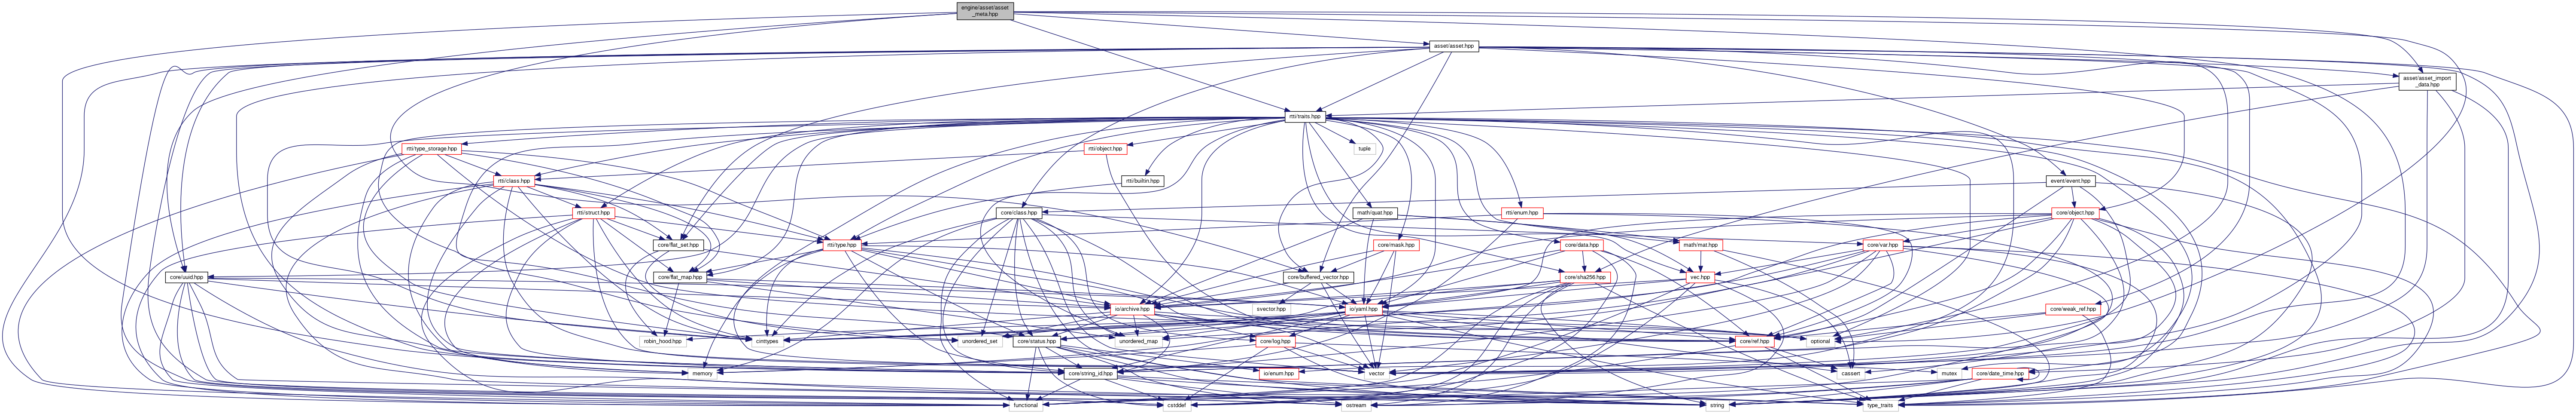 engine/asset/asset
_meta.hpp
asset/asset.hpp
asset/asset_import
_data.hpp
rtti/traits.hpp
rtti/type_storage.hpp
rtti/object.hpp
tuple
rtti/class.hpp
rtti/builtin.hpp
event/event.hpp
rtti/struct.hpp
core/class.hpp
math/quat.hpp
rtti/enum.hpp
core/object.hpp
core/flat_set.hpp
rtti/type.hpp
core/mask.hpp
core/data.hpp
math/mat.hpp
core/var.hpp
core/uuid.hpp
core/flat_map.hpp
core/buffered_vector.hpp
core/sha256.hpp
vec.hpp
io/archive.hpp
svector.hpp
io/yaml.hpp
core/weak_ref.hpp
robin_hood.hpp
cinttypes
unordered_set
core/status.hpp
unordered_map
core/log.hpp
core/ref.hpp
optional
memory
core/string_id.hpp
io/enum.hpp
vector
cassert
mutex
core/date_time.hpp
functional
cstddef
ostream
string
type_traits